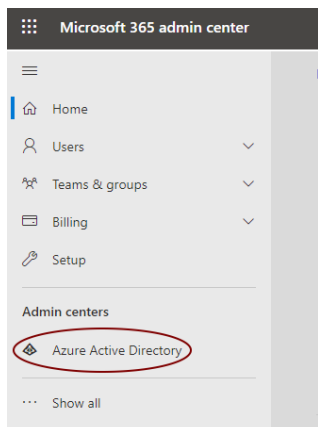 Microsoft 365 admin center
Home
Users
Teams & groups
Billing
Setup
Admin centers
Azure Active Directory
Show all